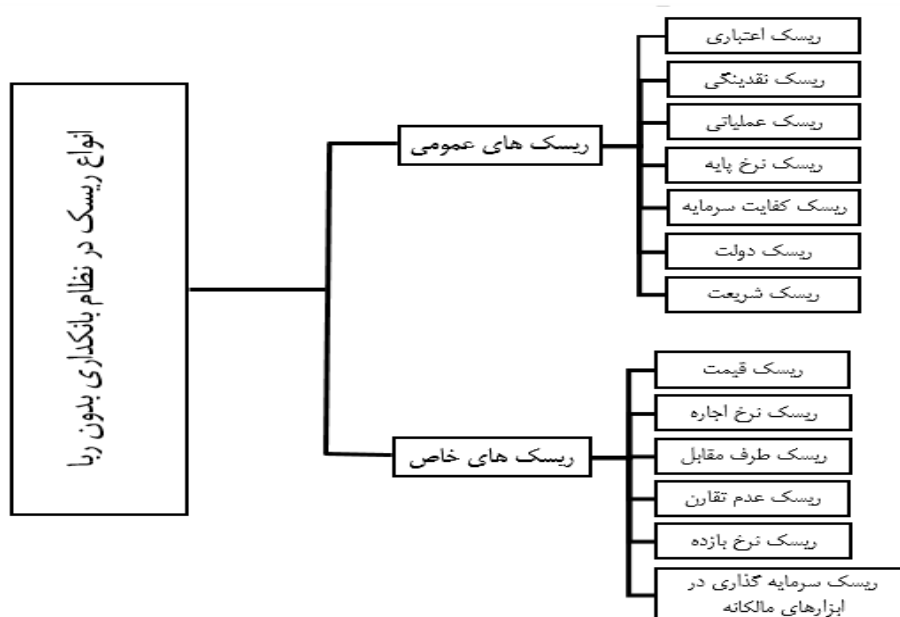 انواع ریسک در نظام بانکداری بدون ربا
ریسک های عمومی
ریسک اعتباری
ریسک نقدینگی
ریسک عملیاتی
ریسک نرخ پایه
ریسک کفایت سرمایه
ریسک دولت
ریسک شریعت
ریسک های خاص
ریسک قیمت
ریسک نرخ اجاره
ریسک طرف مقابل
ریسک عدم تقارن
ریسک نرخ بازده
ریسک سرمایه گذاری در
ابزارهای مالکانه